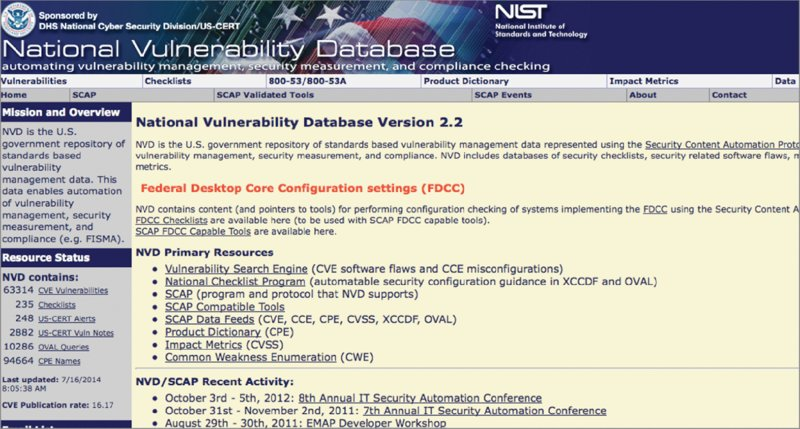 Sponsored by
DHS National Cyber Security Division/US-CERT
NIST
National Institute of
Standards and Technology
National Vulnerability Database
automating vulnerability management, security measurement, and compliance checking
Vulnerabilities Checklists 800-53/800-53A Product Dictionary Impact Metrics Data
Home SCAP SCAP Validated Tools SCAP Events About Contact
Mission and Overview
NVD is the U.S.
government repository of
standards based
vulnerability
management data. This
data enables automation
of vulnerability
management, security
measurement, and
compliance (e.g. FISMA).
Resource Status
NVD contains:
63314 CVE Vulnerabilities
235 Checklists
248 US-CERT Alerts
2882 US-CERT Vuln Notes
10286 OVAL Queries
94664 CPE Names
Last updated: 7/16/2014
8:05:38 AM
CVE Publication rate: 16.17
National Vulnerability Database Version 2.2
NVD is the U.S. government repository of standards based vulnerability management data represented using the Security Content Automation Proto
vulnerability management, security measurement, and compliance. NVD includes databases of security checklists, security related software flaws, m
metrics.
Federal Desktop Core Configuration settings (FDCC)
NVD contains content (and pointers to tools) for performing configuration checking of systems implementing the FDCC using the Security Content A
FDCC Checklists are available here (to be used with SCAP FDCC capable tools).
SCAP FDCC Capable Tools are available here.
NVD Primary Resources
• Vulnerability Search Engine (CVE software flaws and CCE misconfigurations)
• National Checklist Program (automatable security configuration guidance in XCCDF and OVAL)
• SCAP (program and protocol that NVD supports)
• SCAP Compatible Tools
• SCAP Data Feeds (CVE, CCE, CPE, CVSS, XCCDF, OVAL)
• Product Dictionary (CPE)
• Impact Metrics (CVSS)
• Common Weakness Enumeration (CWE)
NVD/SCAP Recent Activity:
• October 3rd - 5th, 2012: 8th Annual IT Security Automation Conference
• October 31st - November 2nd, 2011: 7th Annual IT Security Automation Conference
• August 29th - 30th, 2011: EMAP Developer Workshop